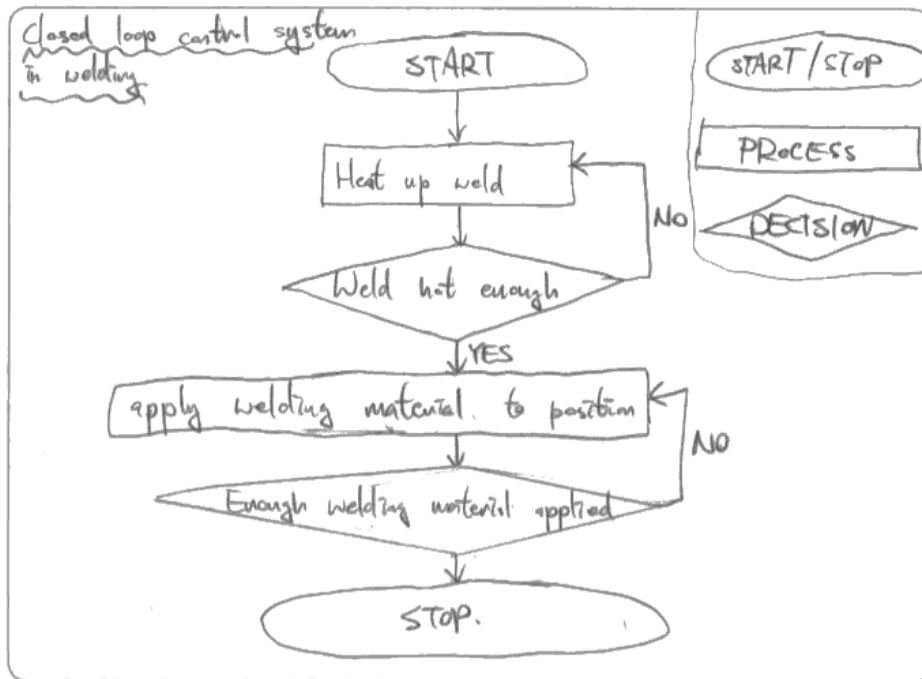 Closed loop control system
in welding
START
Heat up weld
NO
Weld hot enough
YES
apply welding material to position
NO
Enough welding material applied
STOP.
START/STOP
PROCESS
DECISION